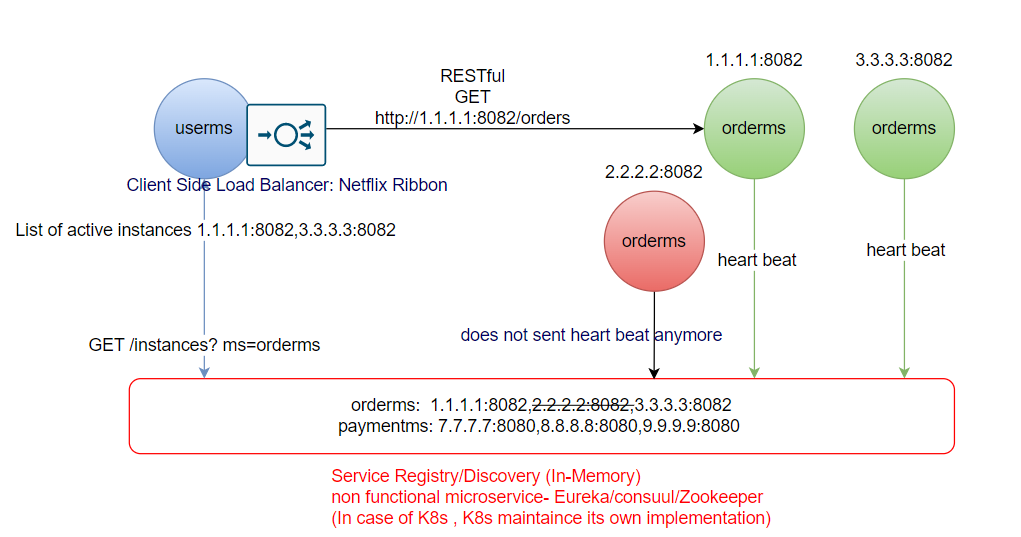 1.1.1.1:8082
3.3.3.3:8082
RESTful
GET
http://1.1.1.1:8082/orders
userms
orderms
orderms
2.2.2.2:8082
Client Side Load Balancer: Netflix Ribbon
List of active instances 1.1.1.1:8082,3.3.3.3:8082
orderms
heart beat
heart beat
does not sent heart beat anymore
GET /instances? ms=orderms
orderms: 1.1.1.1:8082,2.2.2.2:8082,3.3.3.3:8082
paymentms: 7.7.7.7:8080,8.8.8.8:8080,9.9.9.9:8080
Service Registry/Discovery (In-Memory)
non functional microservice- Eureka/consuul/Zookeeper
(In case of K8s , K8s maintaince its own implementation)